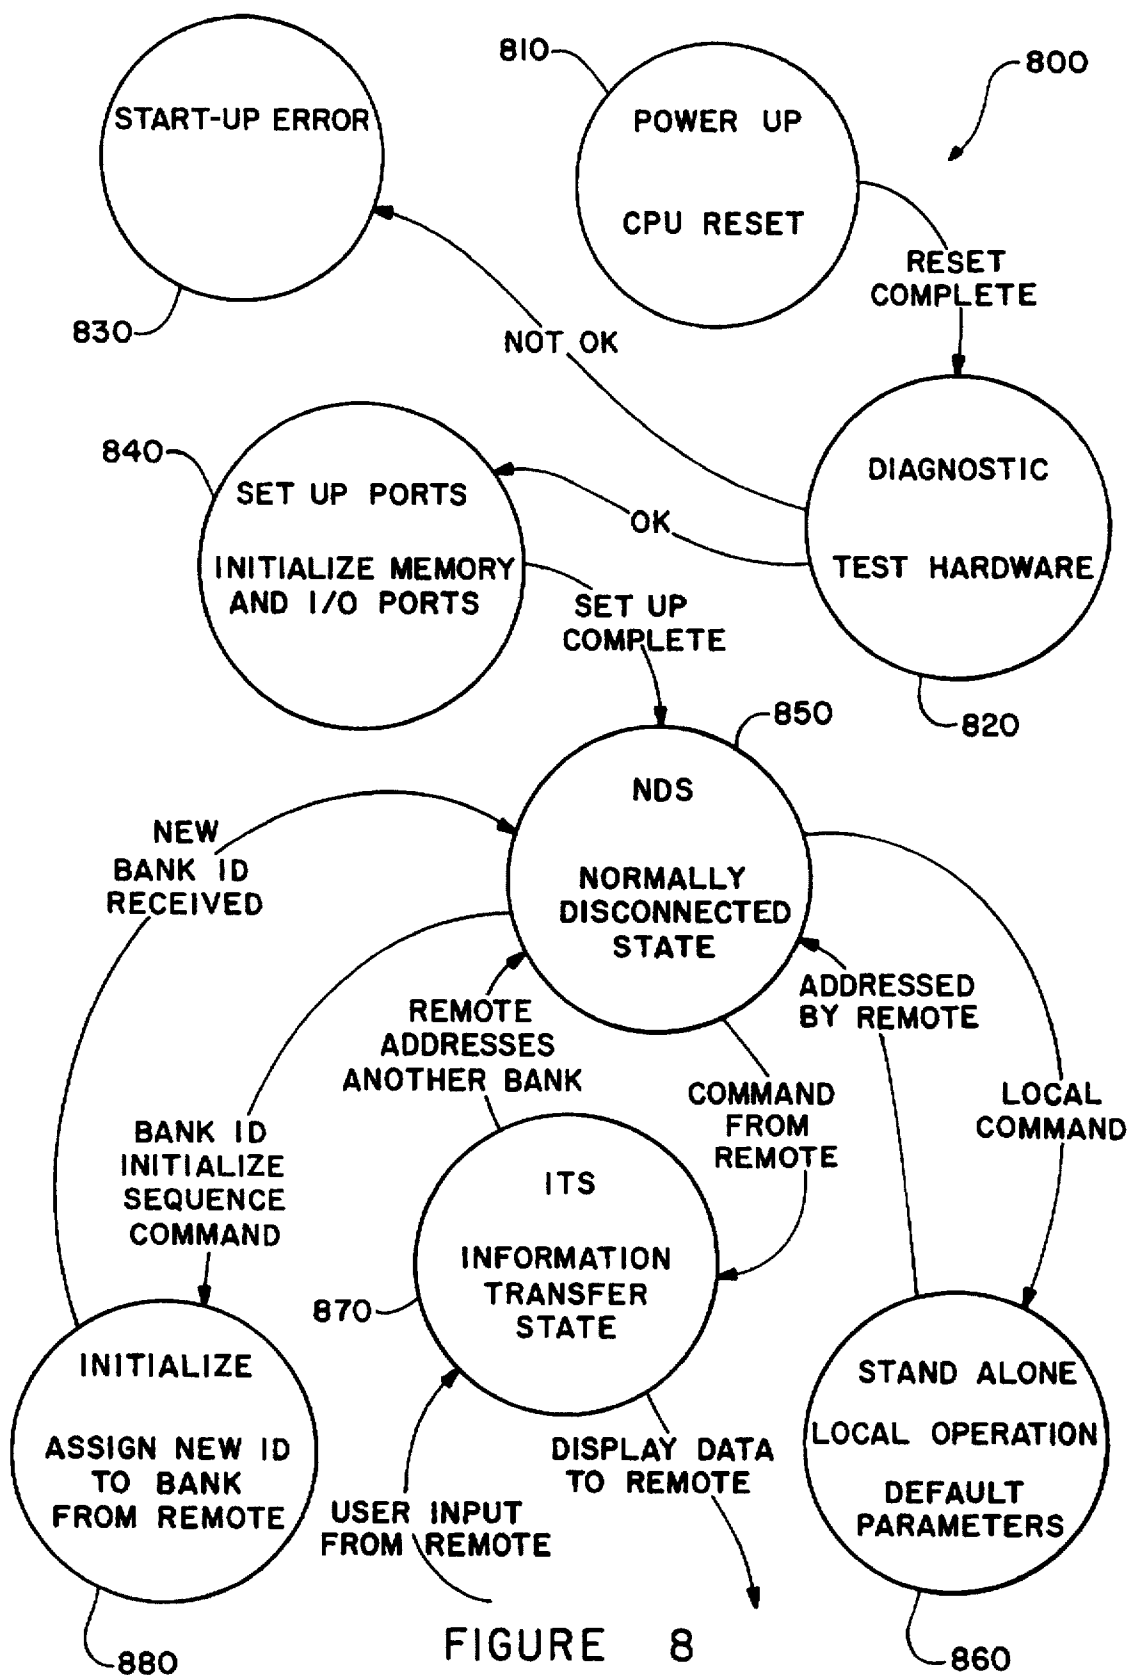 810
800
START-UP ERROR
POWER UP
CPU RESET
RESET
COMPLETE
830
NOT OK
840
SET UP PORTS
INITIALIZE MEMORY
AND I/O PORTS
OK
DIAGNOSTIC
TEST HARDWARE
SET UP
COMPLETE
820
850
NDS
NORMALLY
DISCONNECTED
STATE
NEW
BANK ID
RECEIVED
REMOTE
ADDRESSES
ANOTHER BANK
ADDRESSED
BY REMOTE
COMMAND
FROM
REMOTE
LOCAL
COMMAND
BANK ID
INITIALIZE
SEQUENCE
COMMAND
ITS
INFORMATION
TRANSFER
STATE
870
INITIALIZE
ASSIGN NEW ID
TO BANK
FROM REMOTE
STAND ALONE
LOCAL OPERATION
DEFAULT
PARAMETERS
DISPLAY DATA
TO REMOTE
USER INPUT
FROM REMOTE
880
860
FIGURE 8